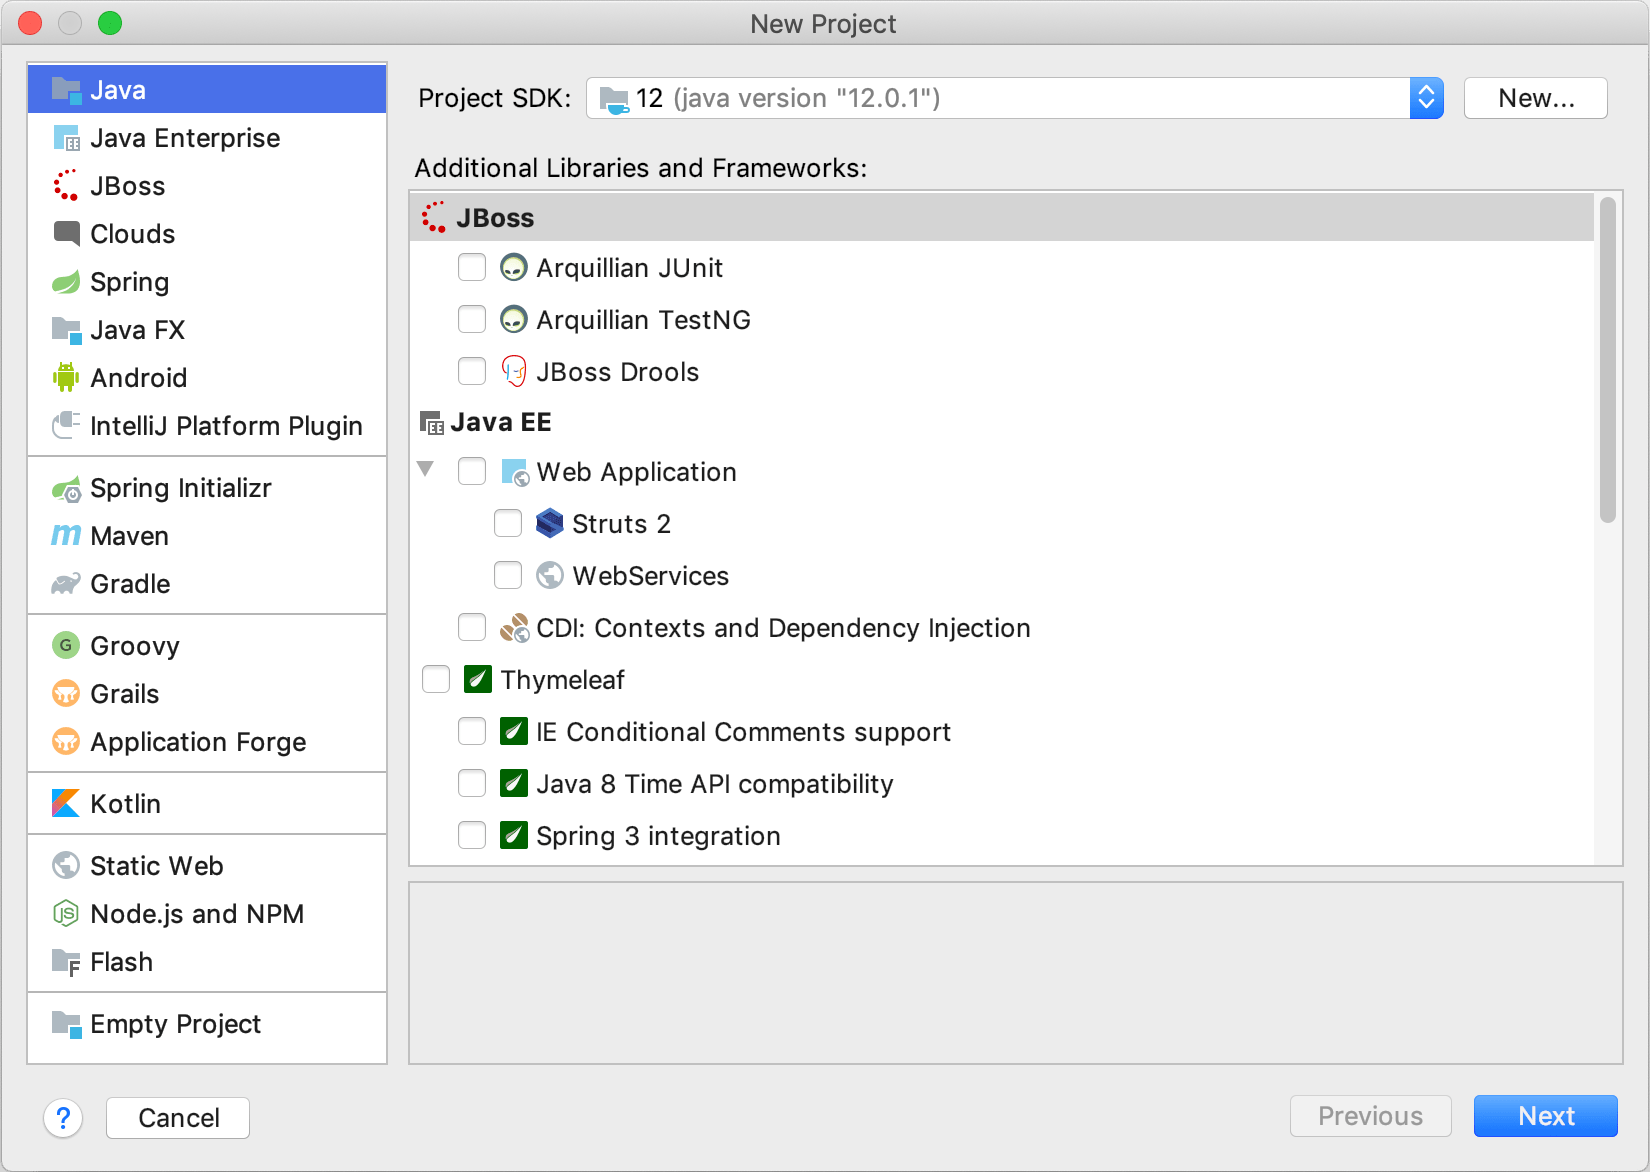 New Project
Java
Java Enterprise
JBoss
Clouds
Spring
Java FX
Android
IntelliJ Platform Plugin
Spring Initializr
m Maven
Gradle
G Groovy
Grails
Application Forge
Kotlin
Static Web
JS Node.js and NPM
F Flash
Empty Project
Project SDK: 12 (java version "12.0.1") New...
Additional Libraries and Frameworks:
JBoss
Arquillian JUnit
Arquillian TestNG
JBoss Drools
EE Java EE
Web Application
Struts 2
WebServices
CDI: Contexts and Dependency Injection
Thymeleaf
IE Conditional Comments support
Java 8 Time API compatibility
Spring 3 integration
? Cancel Previous Next